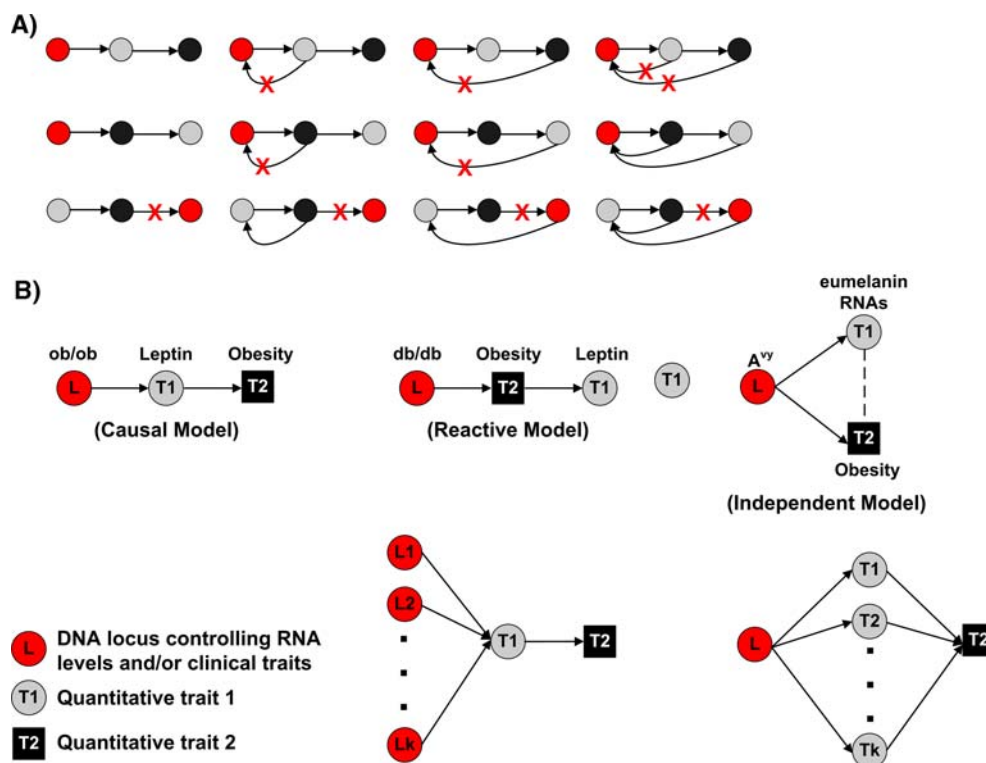 A)
X
X
X
X
X
X
X
X
X
X
B)
ob/ob
Leptin
Obesity
L
T1
T2
(Causal Model)
db/db
Obesity
Leptin
L
T2
T1
(Reactive Model)
T1
eumelanin
RNAs
T1
A^vy
L
T2
Obesity
(Independent Model)
L1
L2
Lk
T1
T2
L
T1
T2
Tk
T2
L
DNA locus controlling RNA
levels and/or clinical traits
T1
Quantitative trait 1
T2
Quantitative trait 2